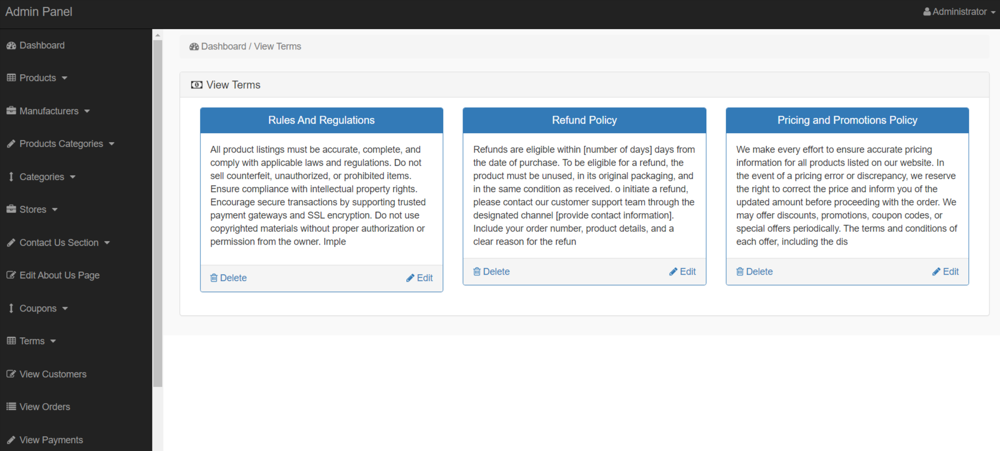 Admin Panel
Administrator
Dashboard
Products
Manufacturers
Products Categories
Categories
Stores
Contact Us Section
Edit About Us Page
Coupons
Terms
View Customers
View Orders
View Payments
Dashboard / View Terms
View Terms
Rules And Regulations
All product listings must be accurate, complete, and
comply with applicable laws and regulations. Do not
sell counterfeit, unauthorized, or prohibited items.
Ensure compliance with intellectual property rights.
Encourage secure transactions by supporting trusted
payment gateways and SSL encryption. Do not use
copyrighted materials without proper authorization or
permission from the owner. Imple
Delete
Edit
Refund Policy
Refunds are eligible within [number of days] days from
the date of purchase. To be eligible for a refund, the
product must be unused, in its original packaging, and
in the same condition as received. o initiate a refund,
please contact our customer support team through the
designated channel [provide contact information].
Include your order number, product details, and a
clear reason for the refun
Delete
Edit
Pricing and Promotions Policy
We make every effort to ensure accurate pricing
information for all products listed on our website. In
the event of a pricing error or discrepancy, we reserve
the right to correct the price and inform you of the
updated amount before proceeding with the order. We
may offer discounts, promotions, coupon codes, or
special offers periodically. The terms and conditions of
each offer, including the dis
Delete
Edit